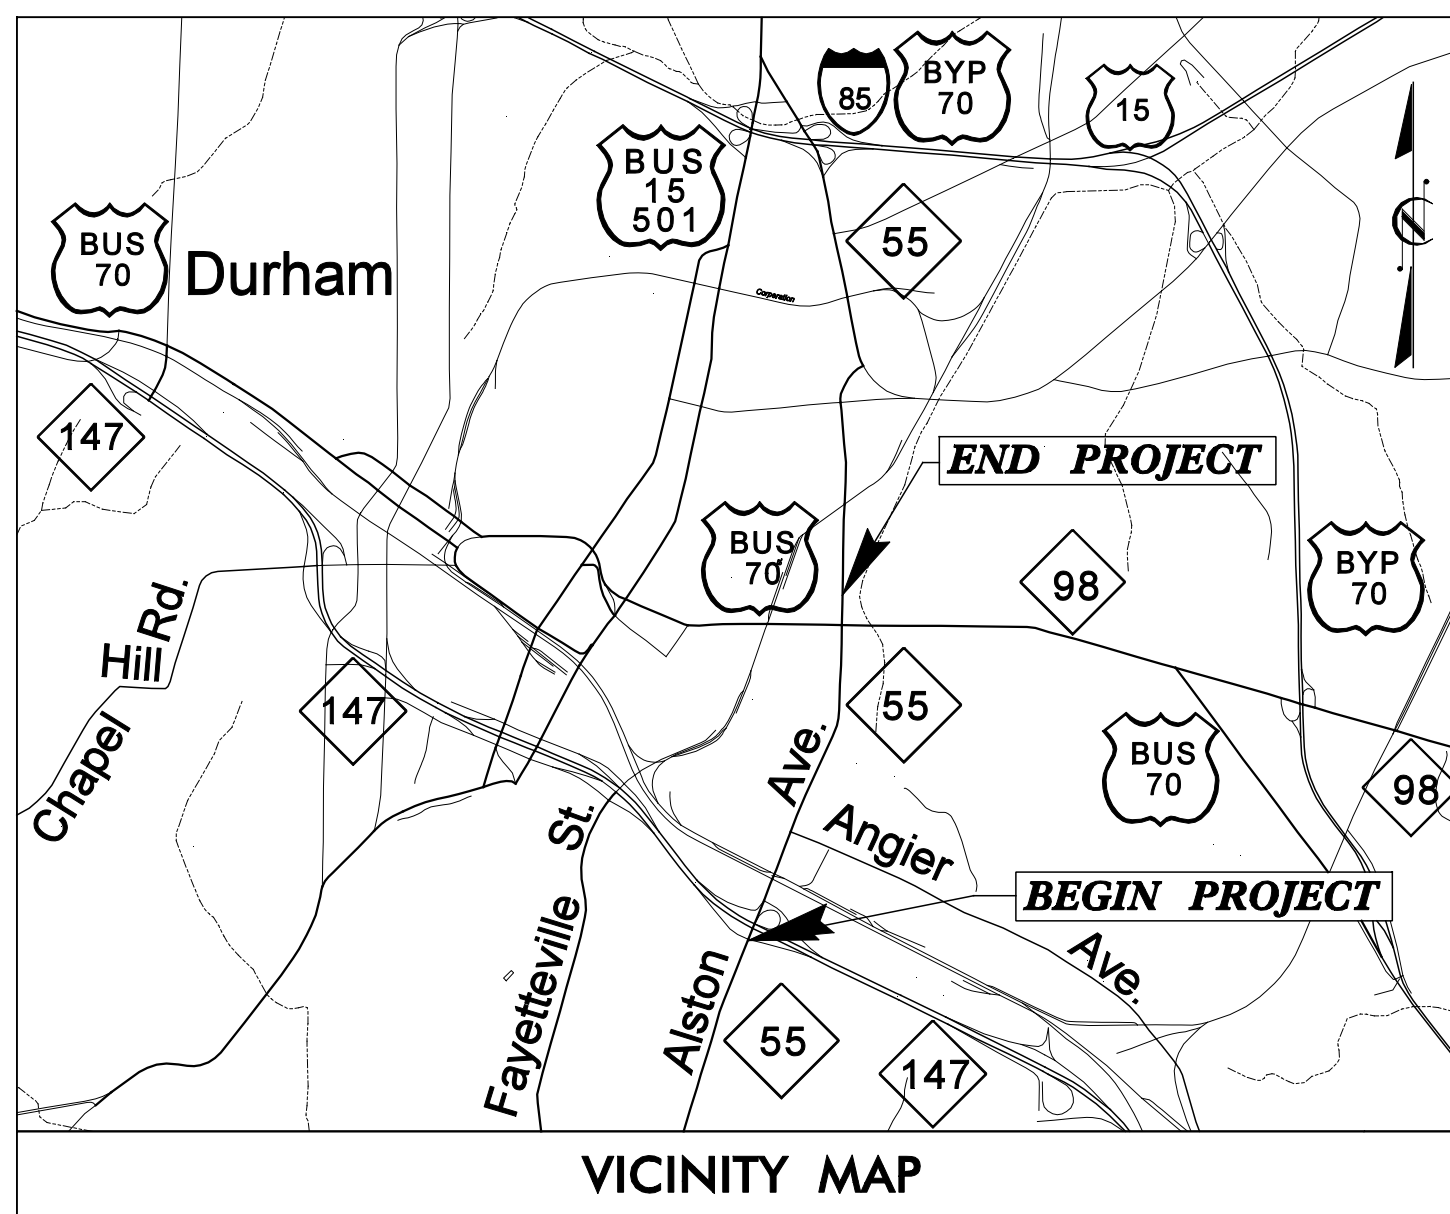 85
BYP
70
15
BUS
15
501
BUS
70
Durham
55
Corporation
147
END PROJECT
BUS
70
98
BYP
70
Chapel Hill Rd.
147
55
Ave.
BUS
70
98
Fayetteville St.
Angier
BEGIN PROJECT
Ave.
Alston
55
147
N
VICINITY MAP